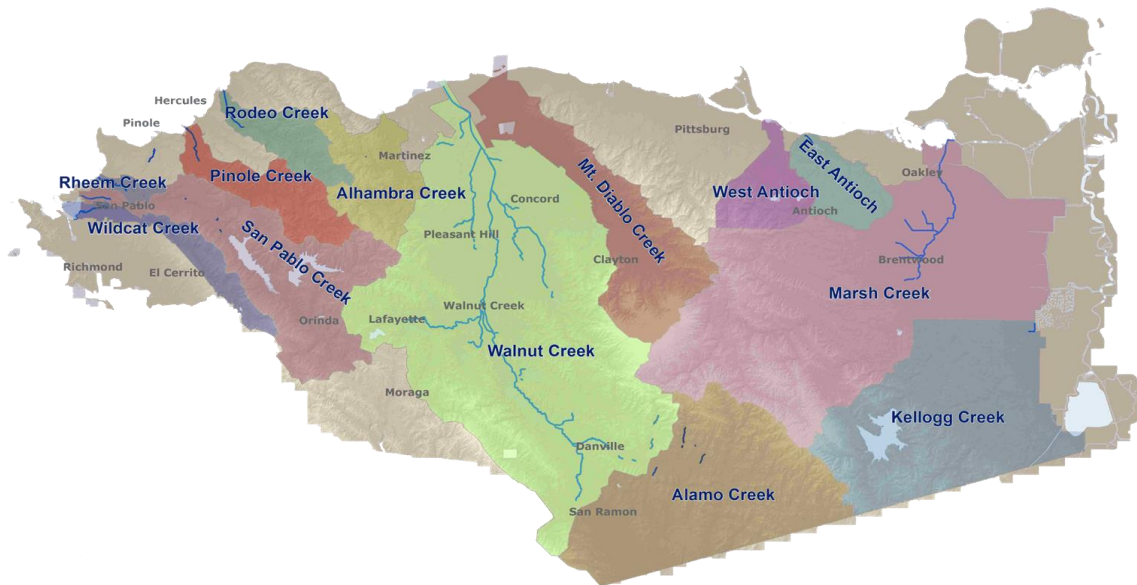 Hercules
Rodeo Creek
Pinole
Pittsburg
Martinez
East Antioch
Oakley
Rheem Creek
Pinole Creek
Alhambra Creek
Mt. Diablo Creek
West Antioch
San Pablo
Concord
Antioch
Wildcat Creek
San Pablo Creek
Pleasant Hill
Richmond
El Cerrito
Clayton
Brentwood
Marsh Creek
Walnut Creek
Orinda
Lafayette
Walnut Creek
Moraga
Kellogg Creek
Danville
Alamo Creek
San Ramon